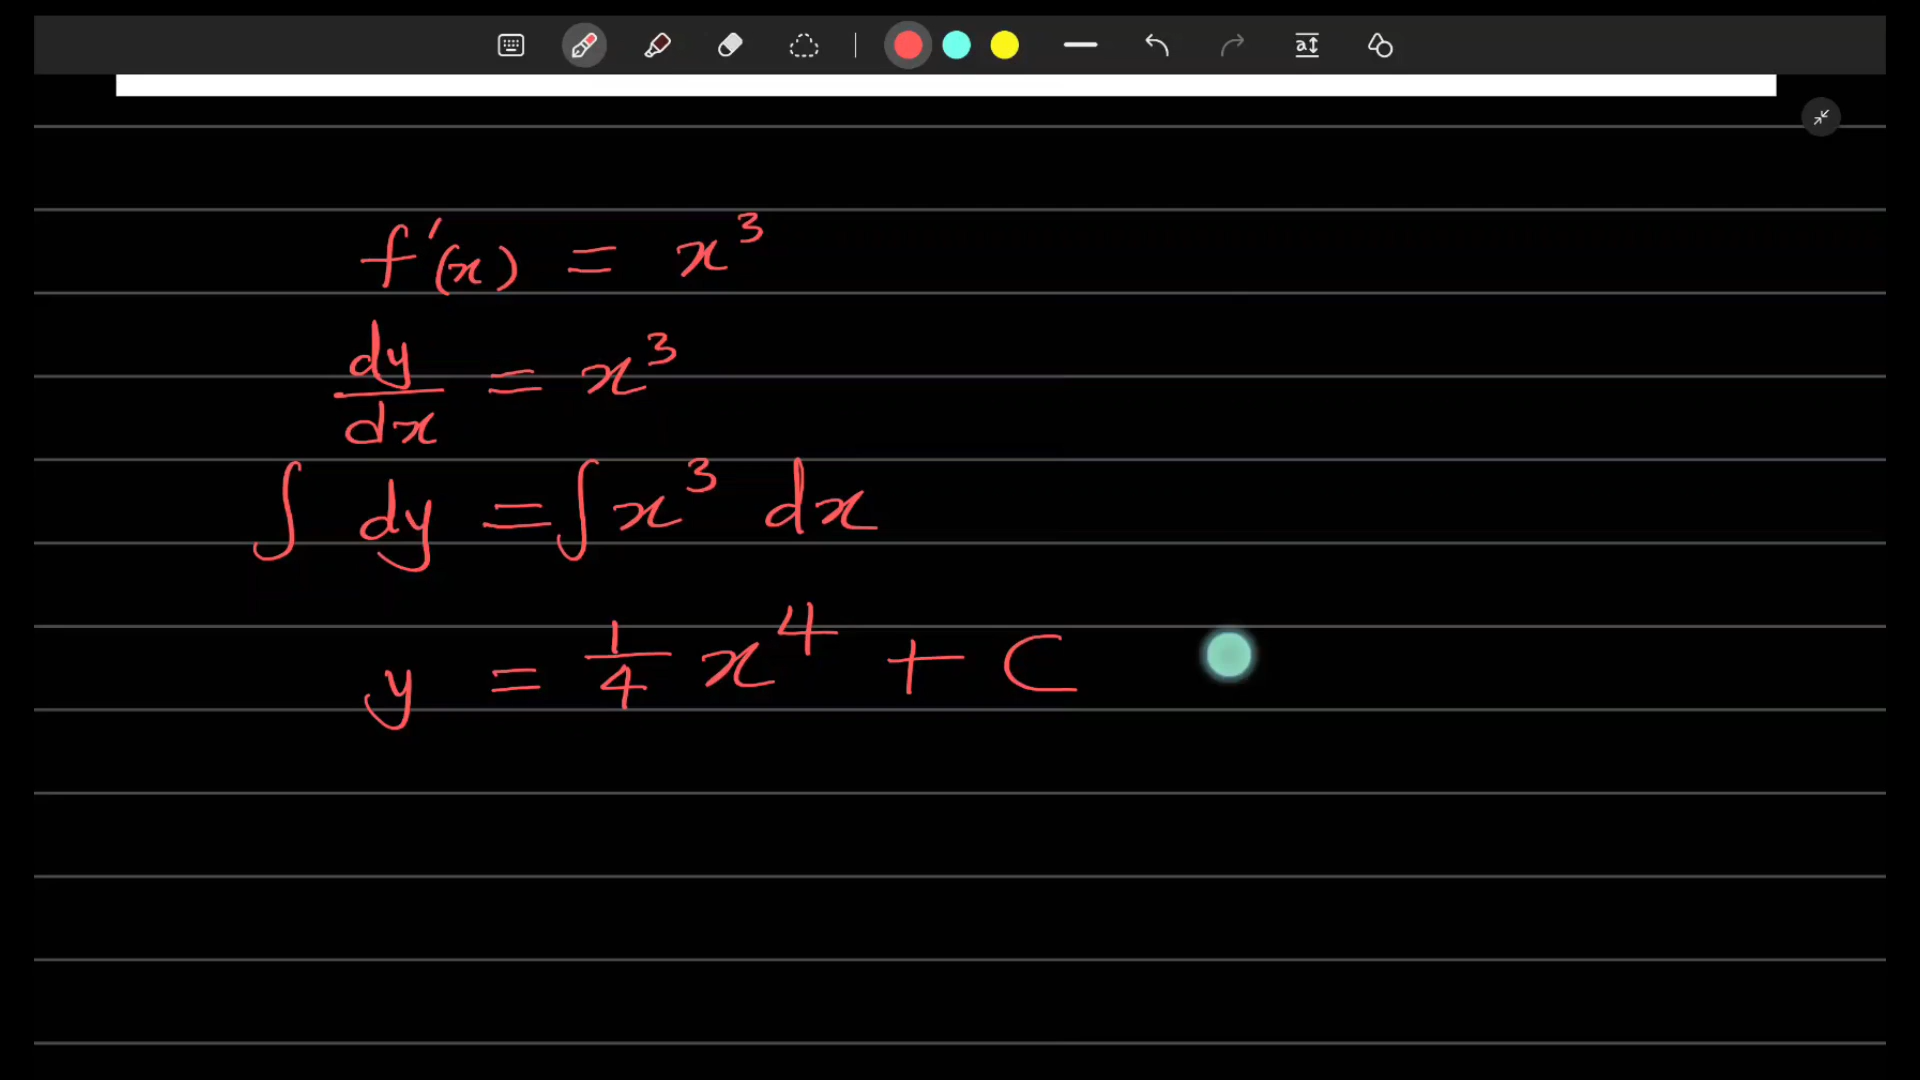 f'(x) = x³
dy/dx = x³
∫ dy = ∫ x³ dx
y = 1/4 x⁴ + C